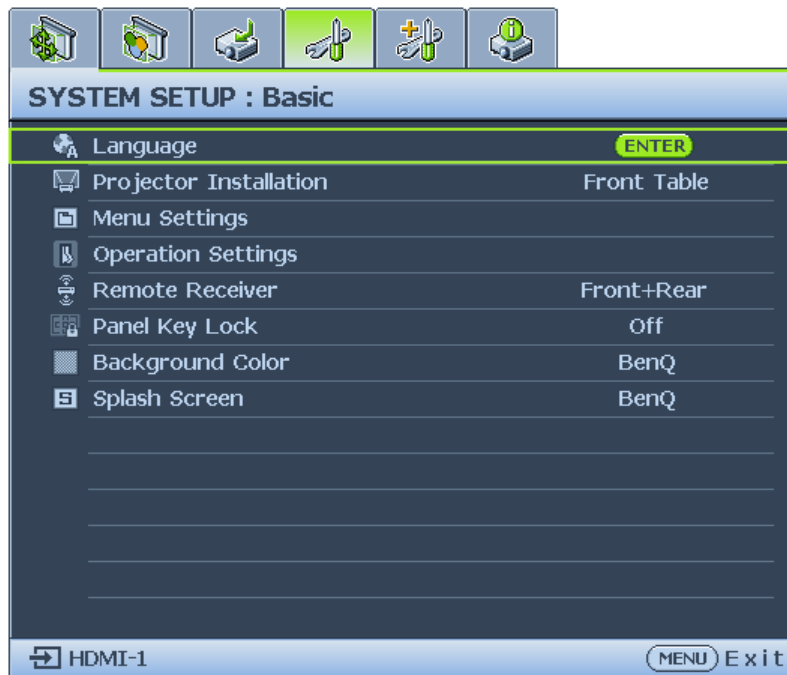 SYSTEM SETUP : Basic
Language ENTER
Projector Installation Front Table
Menu Settings
Operation Settings
Remote Receiver Front+Rear
Panel Key Lock Off
Background Color BenQ
Splash Screen BenQ
HDMI-1 MENU Exit